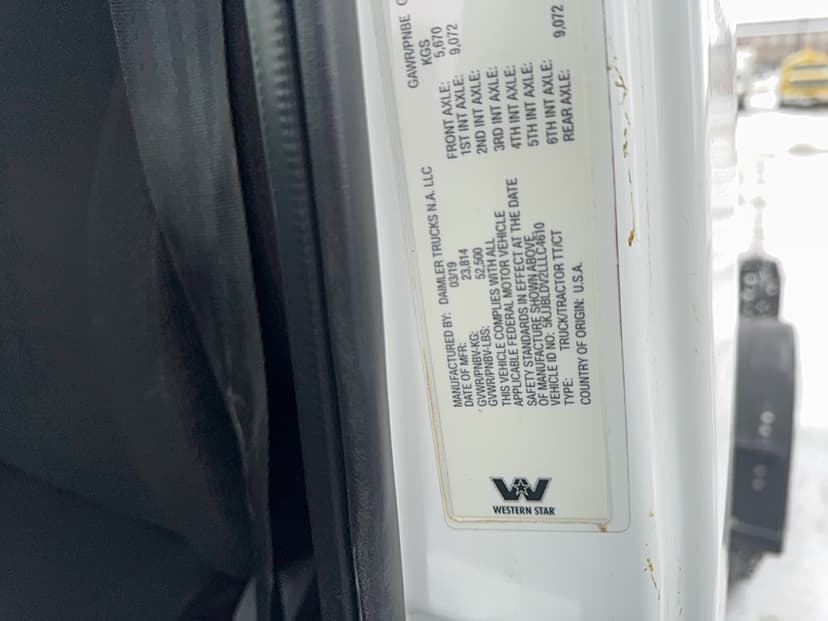 MANUFACTURED BY: DAIMLER TRUCKS N.A. LLC
DATE OF MFR: 03/19
GVWR/PNBV-KG: 23,814
GVWR/PNBV-LBS: 52,500
THIS VEHICLE COMPLIES WITH ALL
APPLICABLE FEDERAL MOTOR VEHICLE
SAFETY STANDARDS IN EFFECT AT THE DATE
OF MANUFACTURE SHOWN ABOVE
VEHICLE ID NO: 5KJJBLDV2LLLC4610
TYPE: TRUCK/TRACTOR TT/CT
COUNTRY OF ORIGIN: U.S.A.
GAWR/PNBE
KGS
FRONT AXLE: 5,670
1ST INT AXLE: 9,072
2ND INT AXLE:
3RD INT AXLE:
4TH INT AXLE:
5TH INT AXLE:
6TH INT AXLE:
REAR AXLE: 9,072
WESTERN STAR